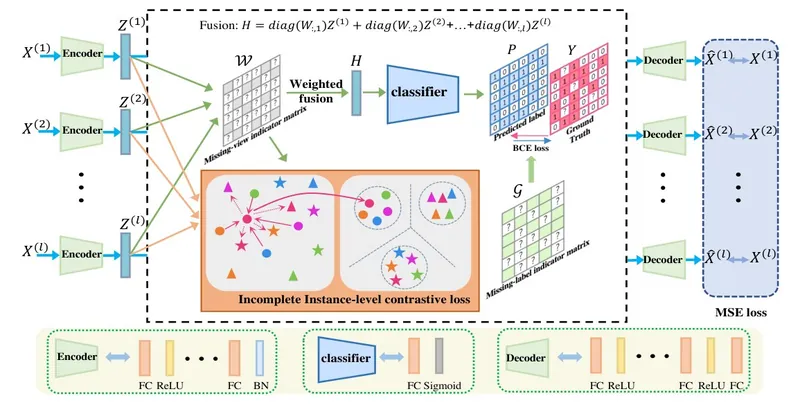 Fusion: H = diag(W:,1)Z(1) + diag(W:,2)Z(2)+…+diag(W:,l)Z(l)
X(1)
Encoder
Z(1)
X(2)
Encoder
Z(2)
X(l)
Encoder
Z(l)
𝒲
Missing-view indicator matrix
Weighted
fusion
H
classifier
P
Y
Predicted label
Ground
Truth
BCE loss
𝒢
Missing-label indicator matrix
Incomplete Instance-level contrastive loss
Decoder
X̂(1)
X(1)
Decoder
X̂(2)
X(2)
Decoder
X̂(l)
X(l)
MSE loss
Encoder
FC ReLU
FC
BN
classifier
FC Sigmoid
Decoder
FC ReLU
FC ReLU FC